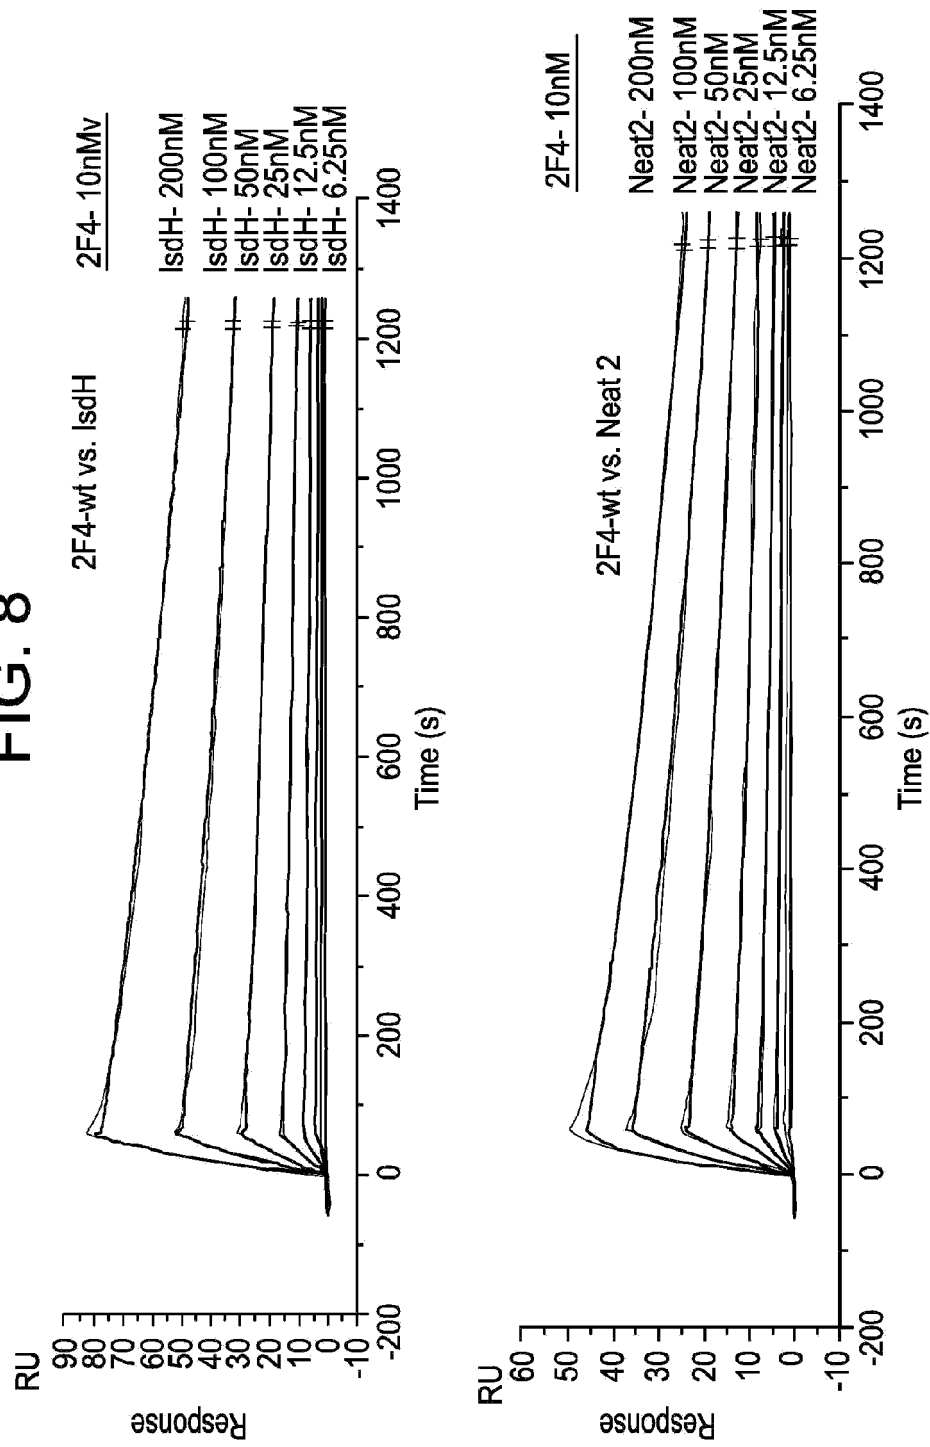 FIG. 8
2F4-wt vs. IsdH
2F4- 10nMv
IsdH- 200nM
IsdH- 100nM
IsdH- 50nM
IsdH- 25nM
IsdH- 12.5nM
IsdH- 6.25nM
RU
90
80
70
60
50
40
30
20
10
0
-10
Response
-200
0
200
400
600
800
1000
1200
1400
Time (s)
2F4-wt vs. Neat 2
2F4- 10nM
Neat2- 200nM
Neat2- 100nM
Neat2- 50nM
Neat2- 25nM
Neat2- 12.5nM
Neat2- 6.25nM
RU
60
50
40
30
20
10
0
-10
Response
-200
0
200
400
600
800
1000
1200
1400
Time (s)